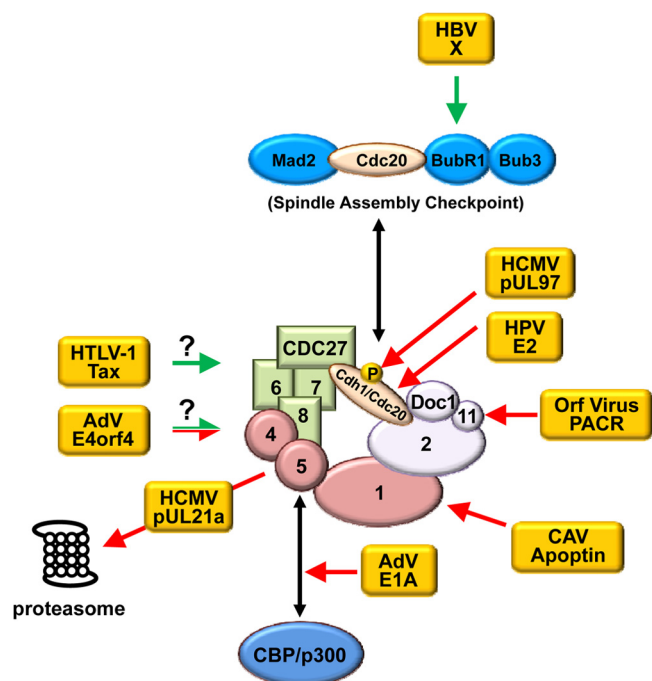 HBV
X
Mad2
Cdc20
BubR1
Bub3
(Spindle Assembly Checkpoint)
HCMV
pUL97
HPV
E2
HTLV-1
Tax
?
CDC27
P
6
7
Cdh1/Cdc20
Doc1
11
Orf Virus
PACR
AdV
E4orf4
?
8
4
2
5
1
HCMV
pUL21a
CAV
Apoptin
AdV
E1A
proteasome
CBP/p300